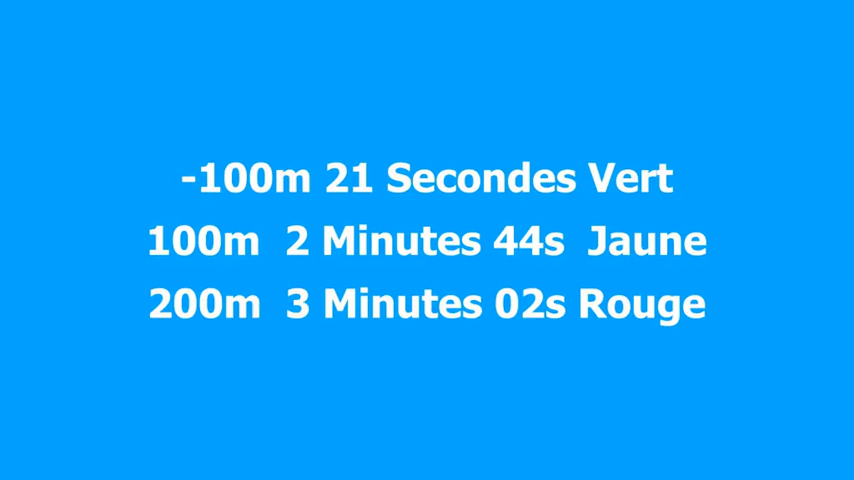 -100m 21 Secondes Vert
100m 2 Minutes 44s Jaune
200m 3 Minutes 02s Rouge